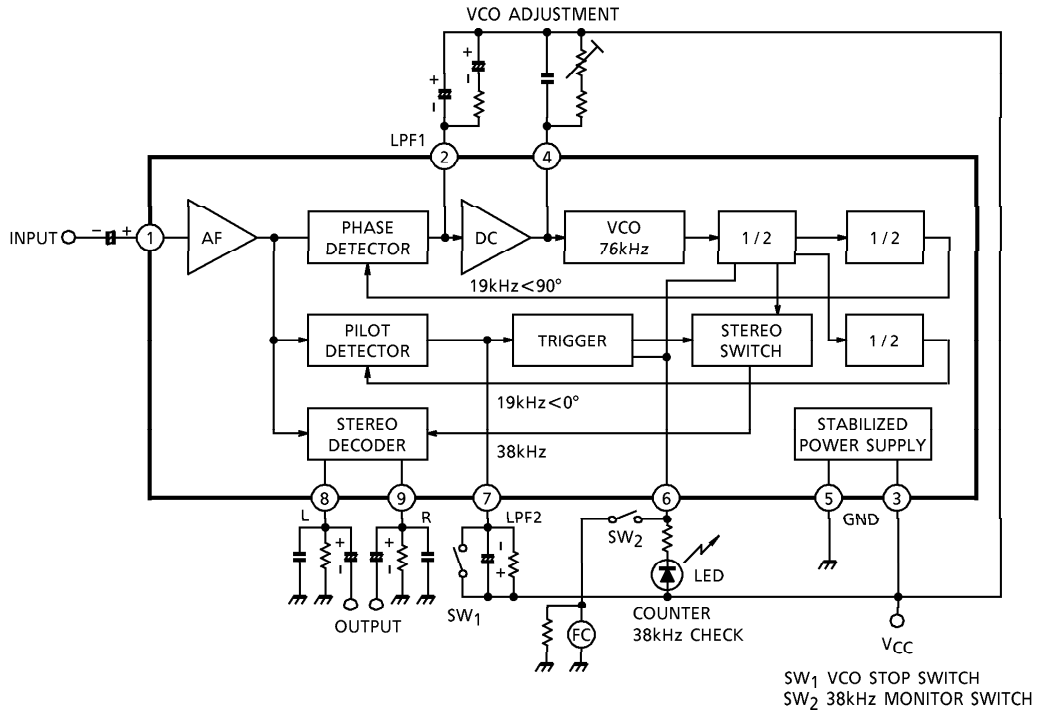 VCO ADJUSTMENT
+
−
+
−
LPF1
2
4
INPUT
− +
1
AF
PHASE
DETECTOR
DC
VCO
76kHz
1/2
1/2
19kHz<90°
PILOT
DETECTOR
TRIGGER
STEREO
SWITCH
1/2
19kHz<0°
STEREO
DECODER
38kHz
STABILIZED
POWER SUPPLY
8
9
7
6
5
3
L
R
LPF2
GND
+
−
+
−
−
+
SW2
LED
OUTPUT
SW1
FC
COUNTER
38kHz CHECK
VCC
SW1 VCO STOP SWITCH
SW2 38kHz MONITOR SWITCH